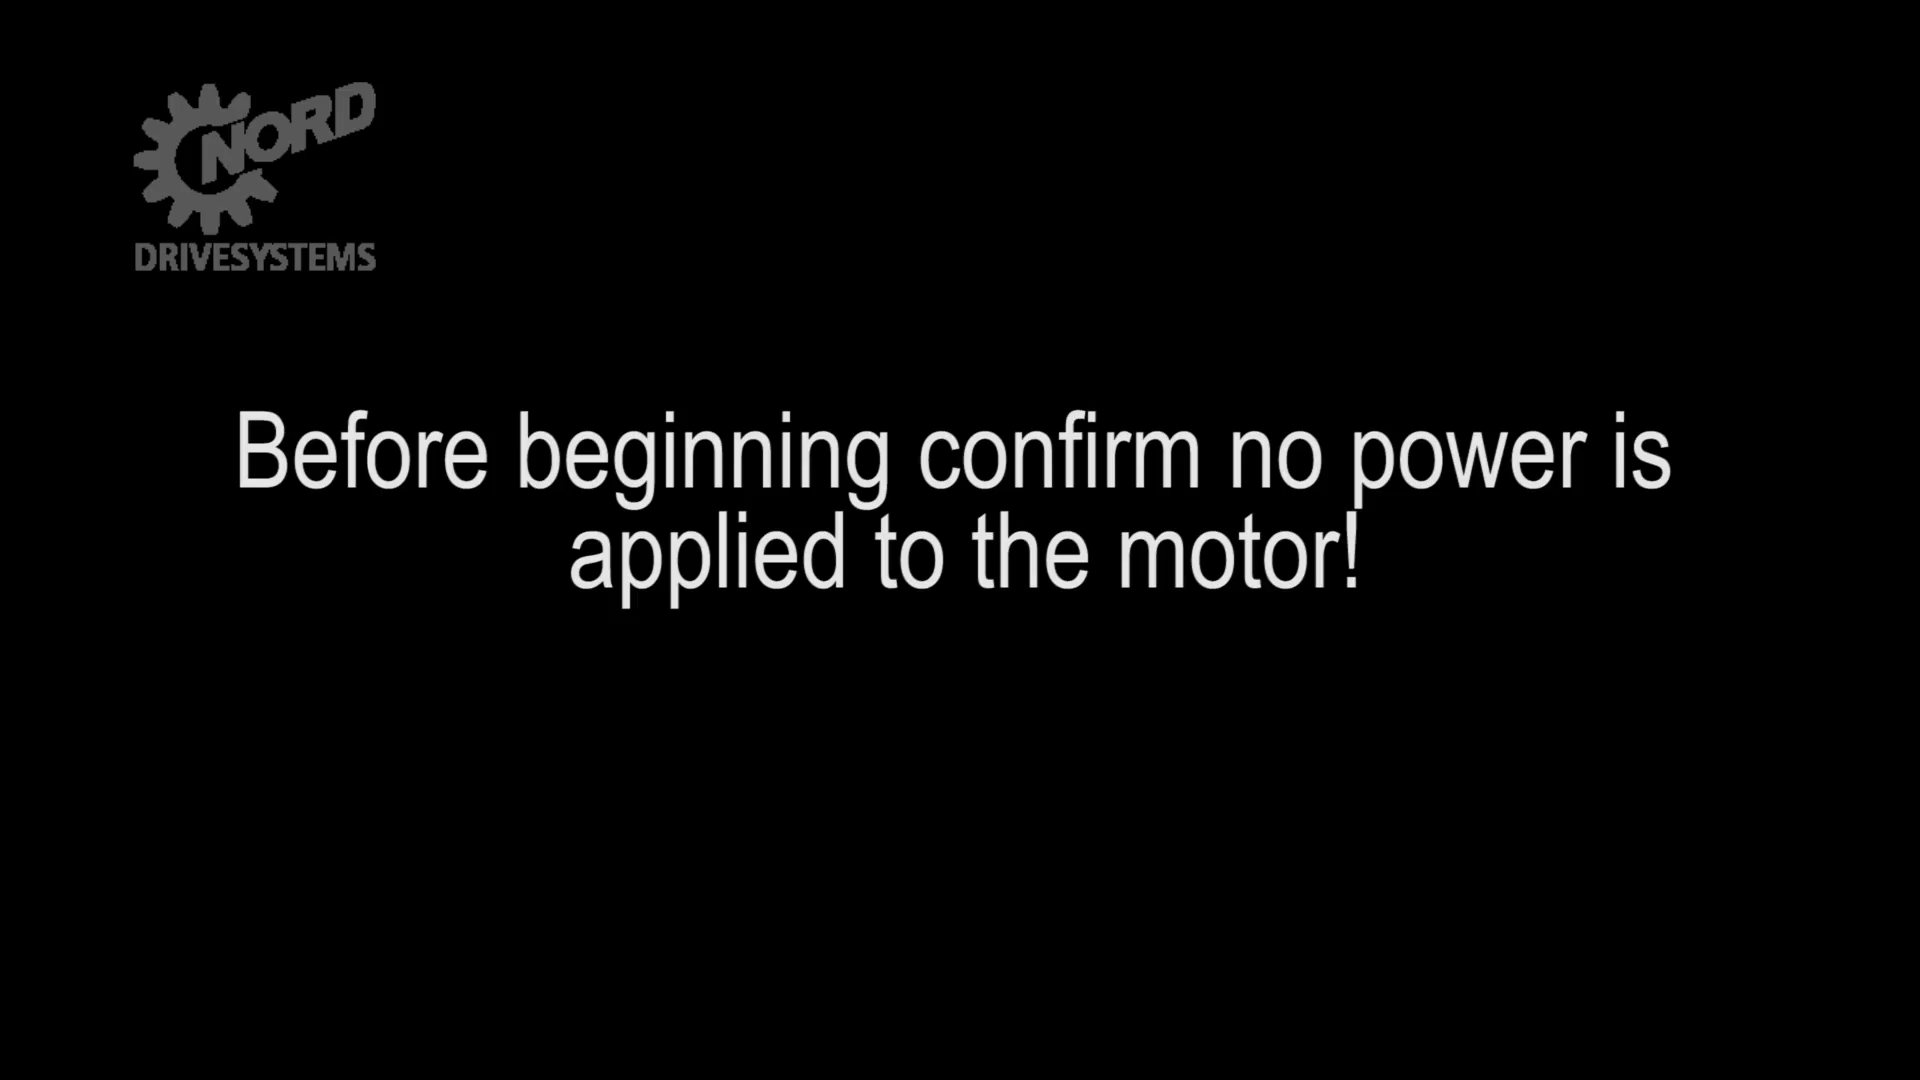 NORD
DRIVESYSTEMS
Before beginning confirm no power is
applied to the motor!